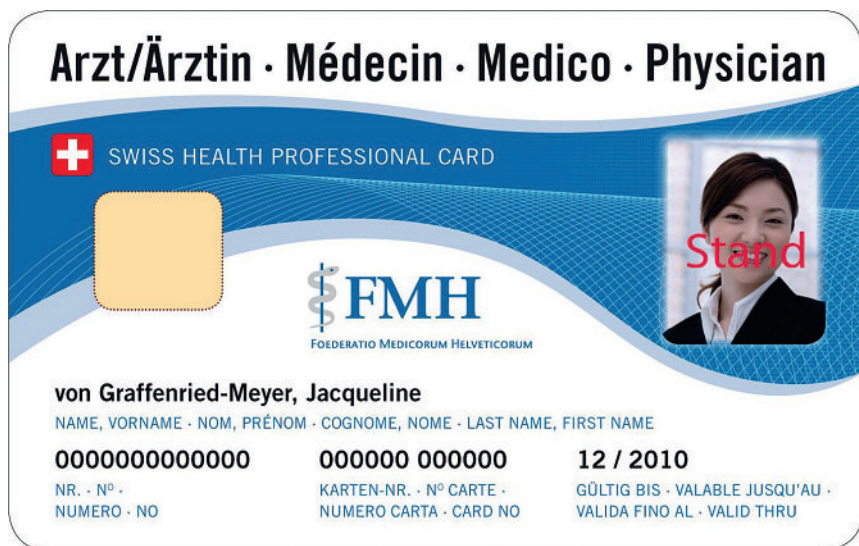 Arzt/Ärztin · Médecin · Medico · Physician
SWISS HEALTH PROFESSIONAL CARD
Stand
FMH
FOEDERATIO MEDICORUM HELVETICORUM
von Graffenried-Meyer, Jacqueline
NAME, VORNAME · NOM, PRÉNOM · COGNOME, NOME · LAST NAME, FIRST NAME
0000000000000 000000 000000 12 / 2010
NR. · Nº · KARTEN-NR. · Nº CARTE · GÜLTIG BIS · VALABLE JUSQU'AU ·
NUMERO · NO NUMERO CARTA · CARD NO VALIDA FINO AL · VALID THRU